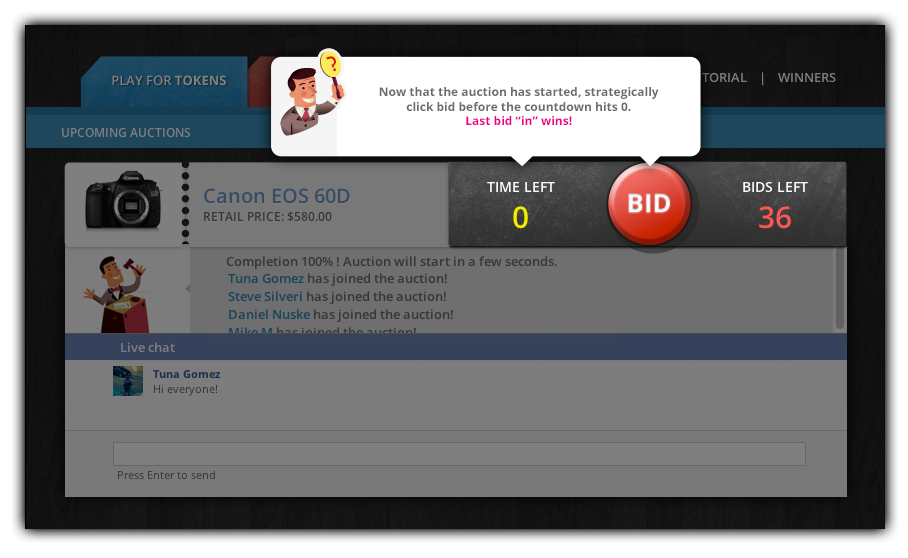 PLAY FOR TOKENS
TORIAL | WINNERS
?
Now that the auction has started, strategically
click bid before the countdown hits 0.
Last bid “in” wins!
UPCOMING AUCTIONS
Canon EOS 60D
RETAIL PRICE: $580.00
TIME LEFT
0
BID
BIDS LEFT
36
Completion 100% ! Auction will start in a few seconds.
Tuna Gomez has joined the auction!
Steve Silveri has joined the auction!
Daniel Nuske has joined the auction!
Mike M has joined the auction!
Live chat
Tuna Gomez
Hi everyone!
Press Enter to send